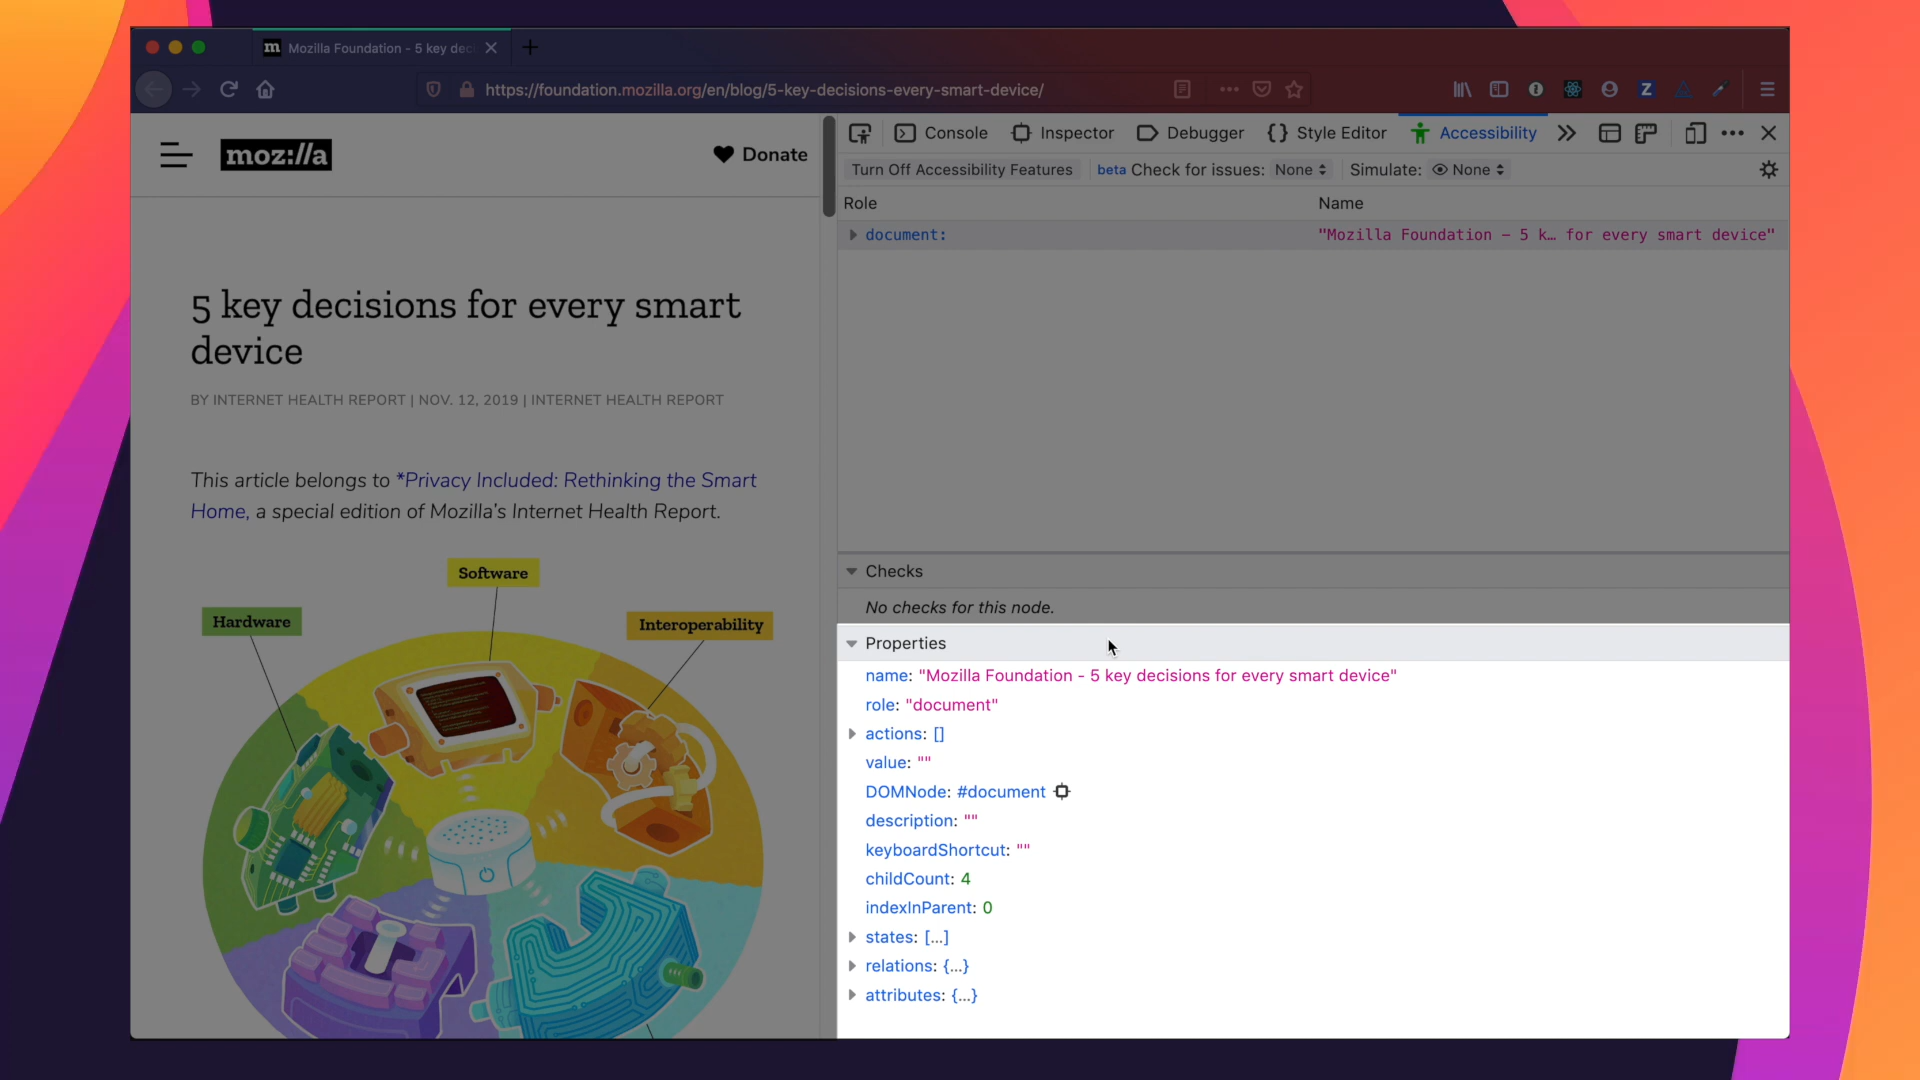 m Mozilla Foundation - 5 key dec
https://foundation.mozilla.org/en/blog/5-key-decisions-every-smart-device/
moz://a
Donate
5 key decisions for every smart
device
BY INTERNET HEALTH REPORT | NOV. 12, 2019 | INTERNET HEALTH REPORT
This article belongs to *Privacy Included: Rethinking the Smart
Home, a special edition of Mozilla's Internet Health Report.
Software
Hardware
Interoperability
Console Inspector Debugger {} Style Editor Accessibility
Turn Off Accessibility Features beta Check for issues: None Simulate: None
Role Name
document: "Mozilla Foundation – 5 k… for every smart device"
Checks
No checks for this node.
Properties
name: "Mozilla Foundation - 5 key decisions for every smart device"
role: "document"
actions: []
value: ""
DOMNode: #document
description: ""
keyboardShortcut: ""
childCount: 4
indexInParent: 0
states: […]
relations: {…}
attributes: {…}